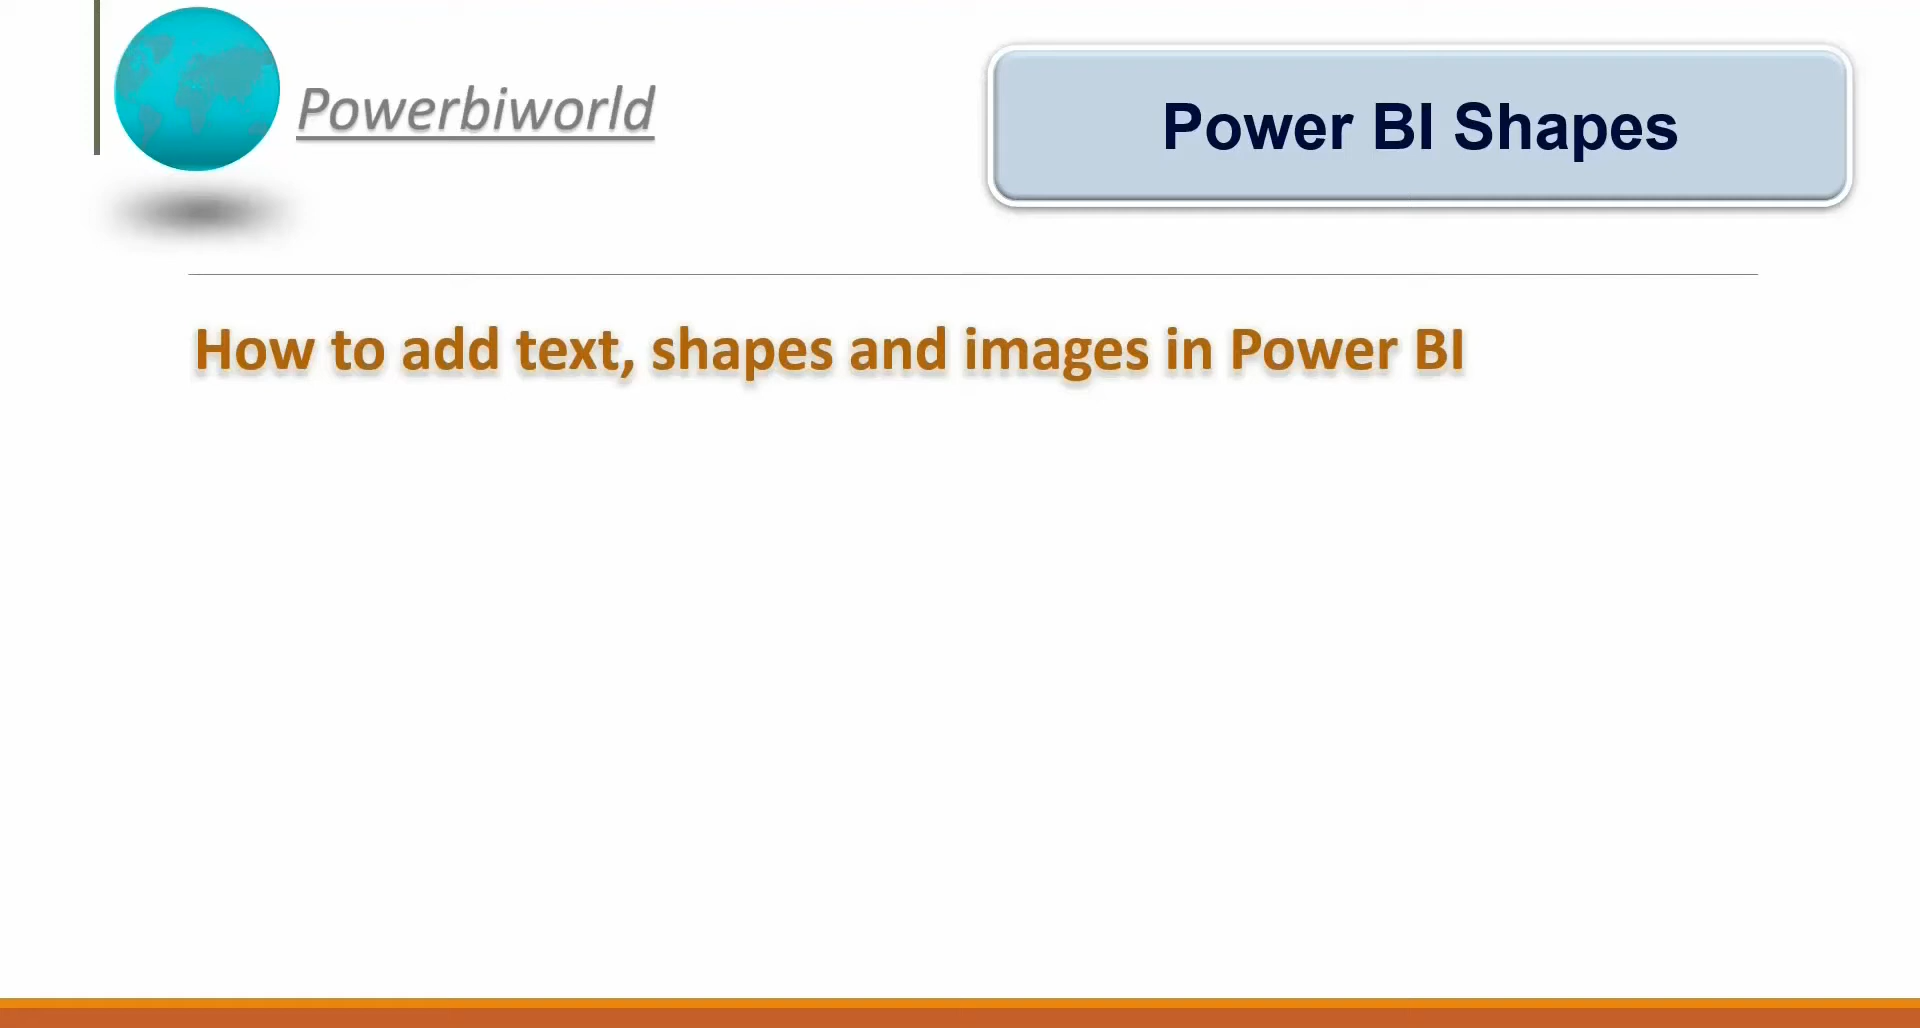 Powerbiworld
Power BI Shapes
How to add text, shapes and images in Power BI